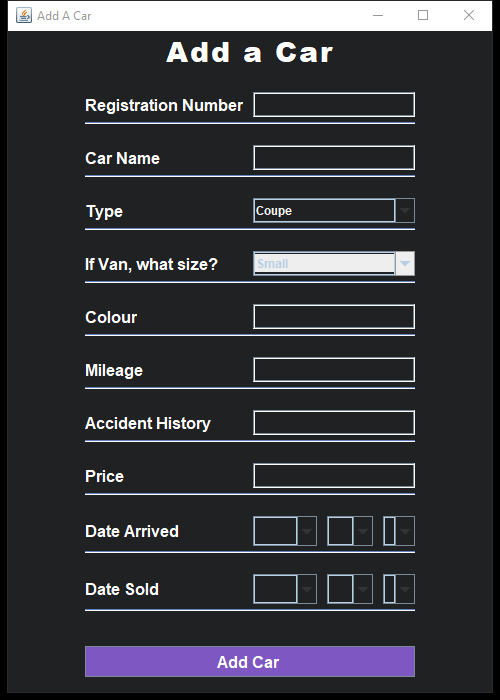 Add A Car
Add a Car
Registration Number
Car Name
Type Coupe
If Van, what size? Small
Colour
Mileage
Accident History
Price
Date Arrived
Date Sold
Add Car